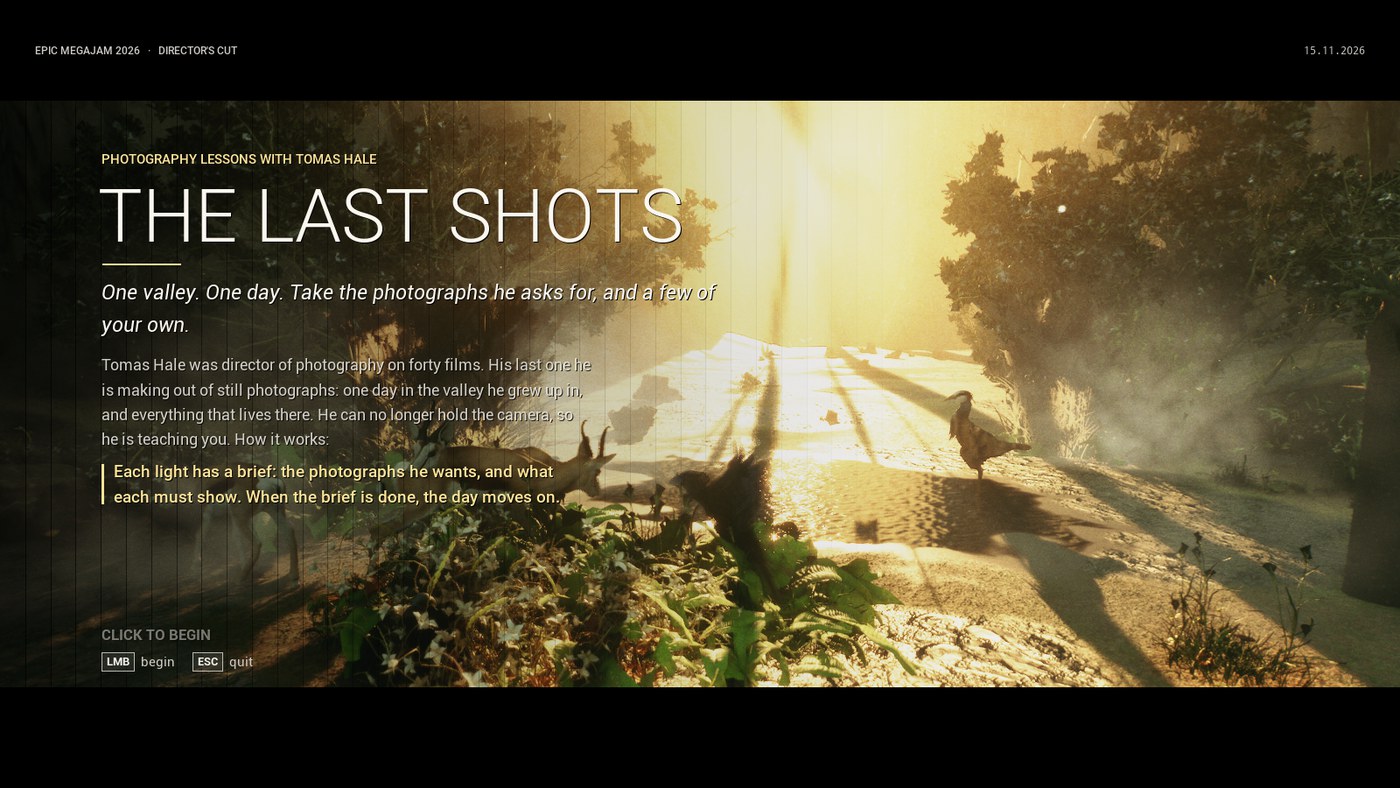 EPIC MEGAJAM 2026 · DIRECTOR'S CUT
15.11.2026
PHOTOGRAPHY LESSONS WITH TOMAS HALE
THE LAST SHOTS
One valley. One day. Take the photographs he asks for, and a few of
your own.
Tomas Hale was director of photography on forty films. His last one he
is making out of still photographs: one day in the valley he grew up in,
and everything that lives there. He can no longer hold the camera, so
he is teaching you. How it works:
Each light has a brief: the photographs he wants, and what
each must show. When the brief is done, the day moves on.
CLICK TO BEGIN
LMB begin ESC quit